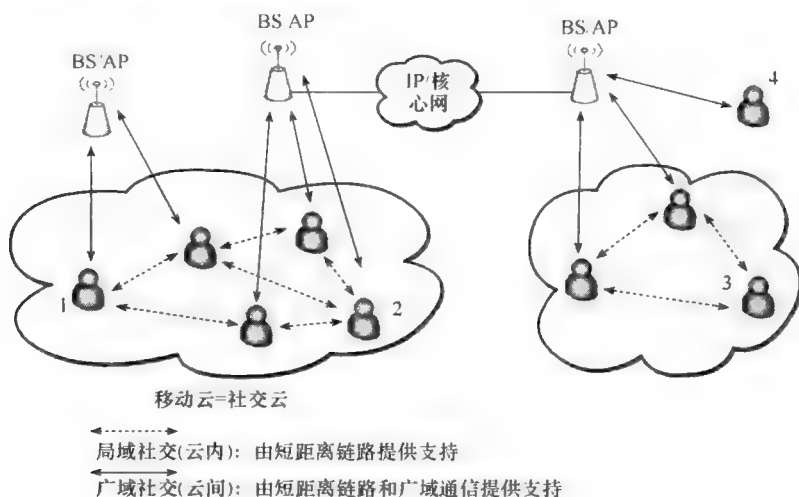 BS AP
BS AP
BS AP
IP/核
心网
4
1
2
3
移动云=社交云
局域社交(云内)：由短距离链路提供支持
广域社交(云间)：由短距离链路和广域通信提供支持